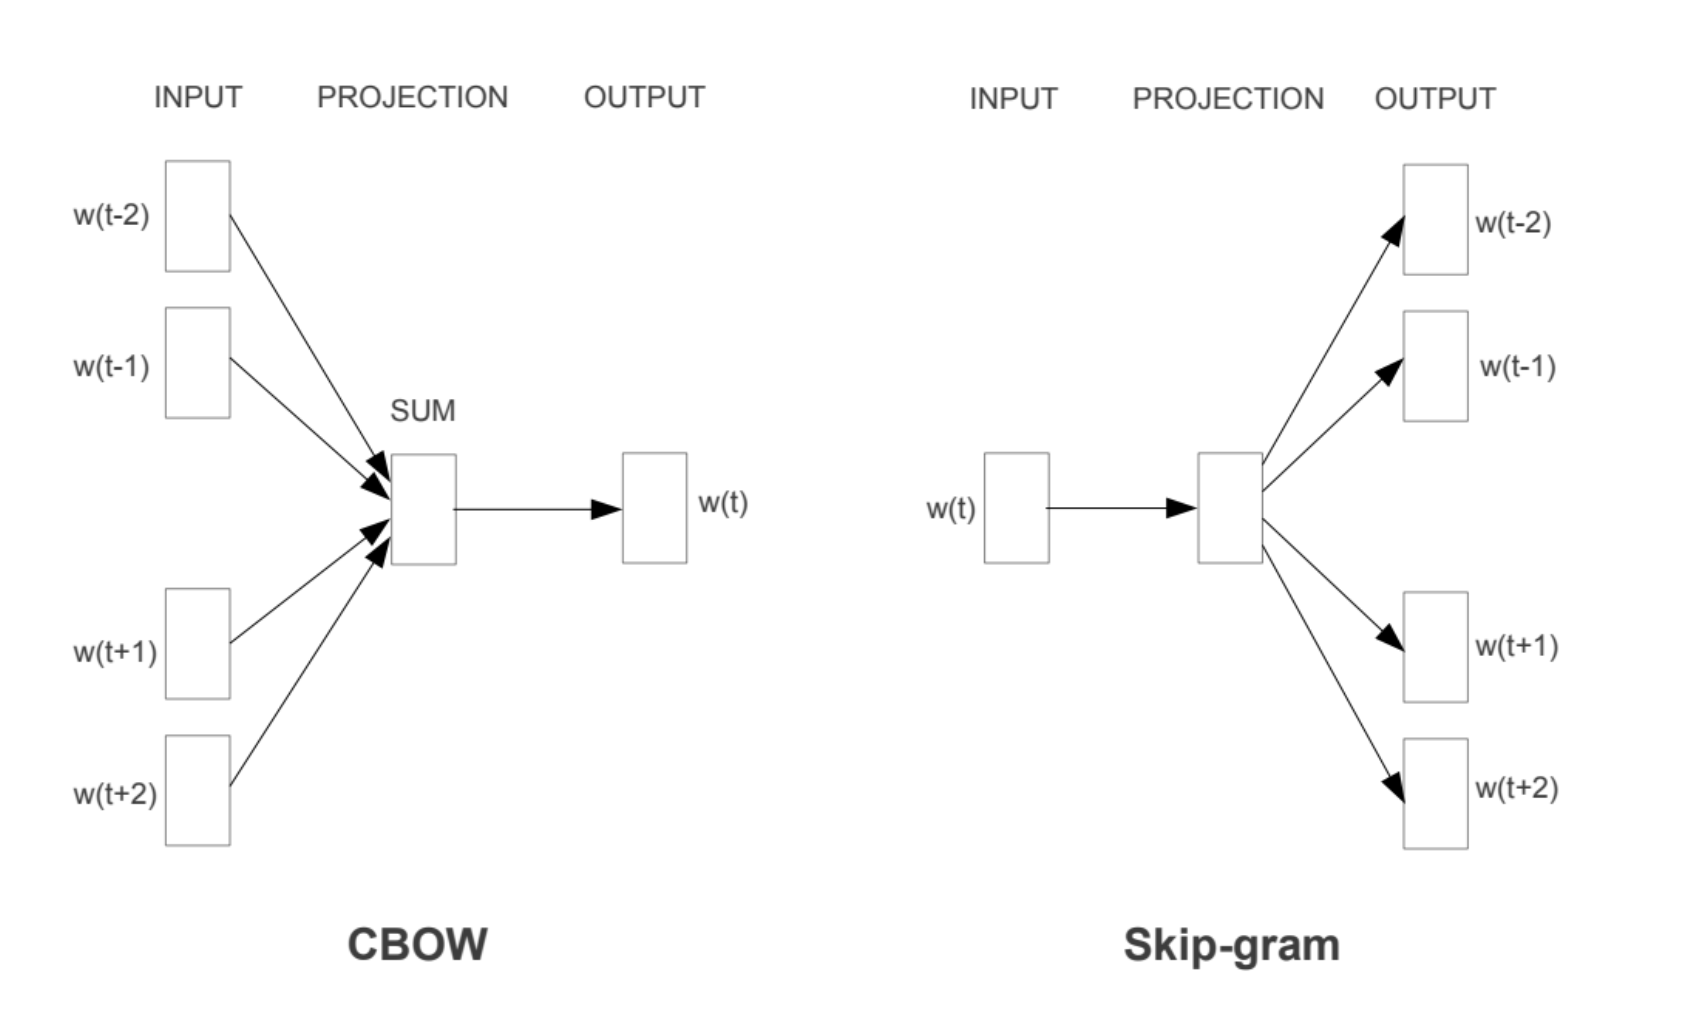 INPUT PROJECTION OUTPUT
w(t-2)
w(t-1)
SUM
w(t)
w(t+1)
w(t+2)
CBOW
INPUT PROJECTION OUTPUT
w(t-2)
w(t-1)
w(t)
w(t+1)
w(t+2)
Skip-gram